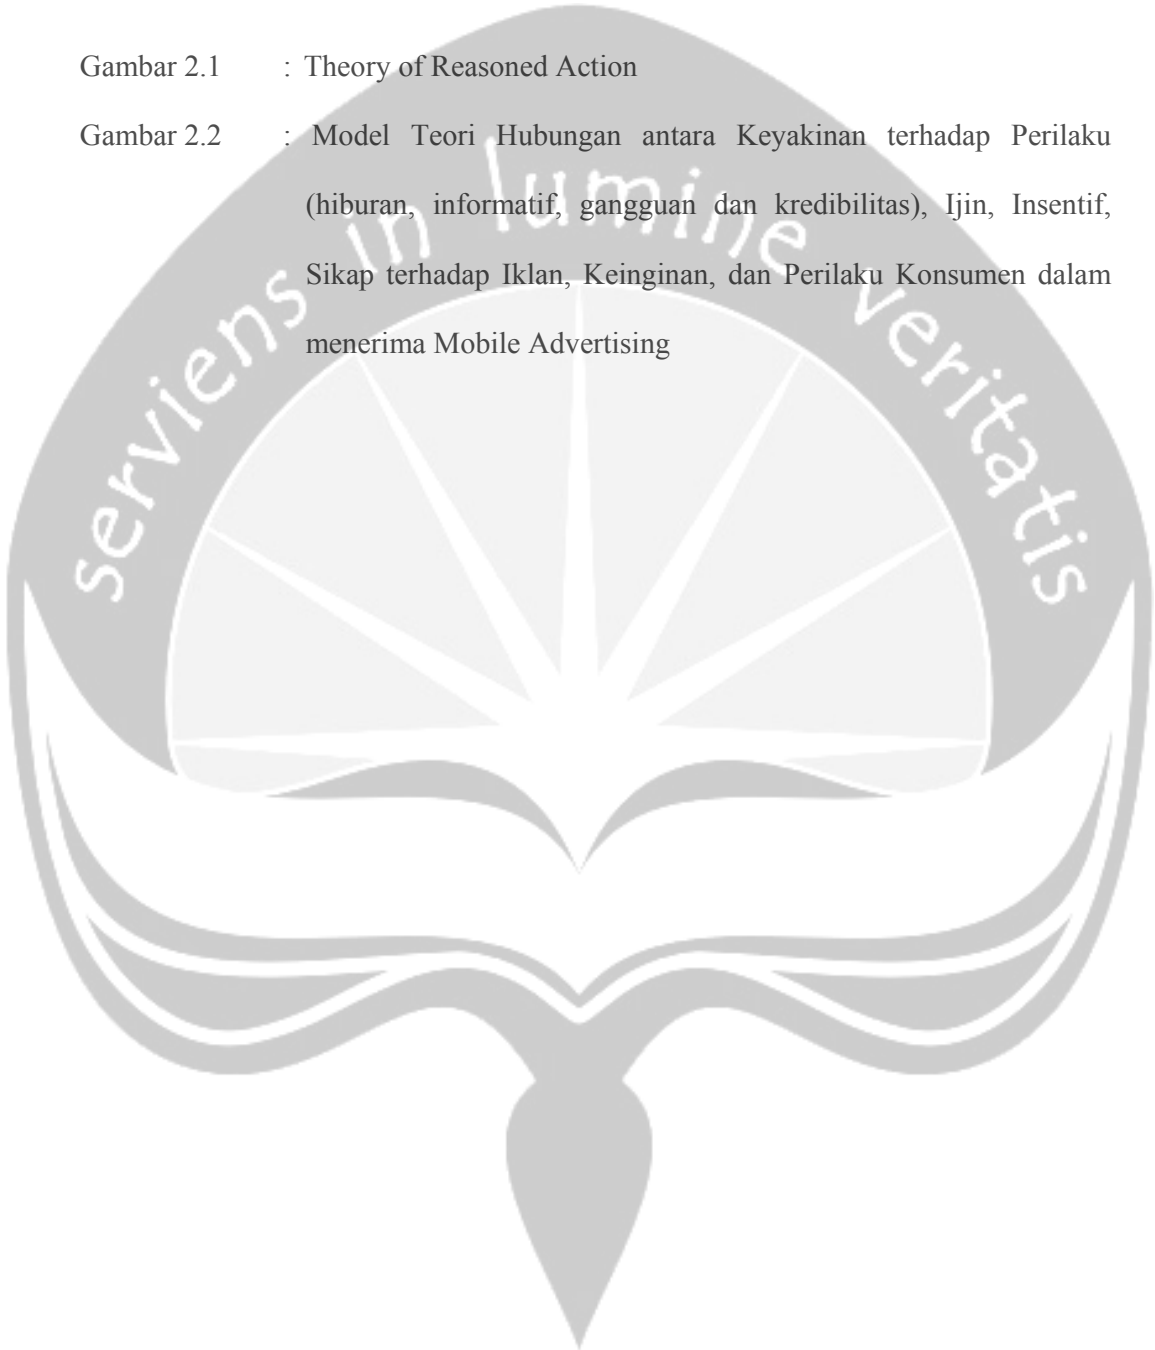 Gambar 2.1 : Theory of Reasoned Action
Gambar 2.2 : Model Teori Hubungan antara Keyakinan terhadap Perilaku
(hiburan, informatif, gangguan dan kredibilitas), Ijin, Insentif,
Sikap terhadap Iklan, Keinginan, dan Perilaku Konsumen dalam
menerima Mobile Advertising
serviens in lumine veritatis